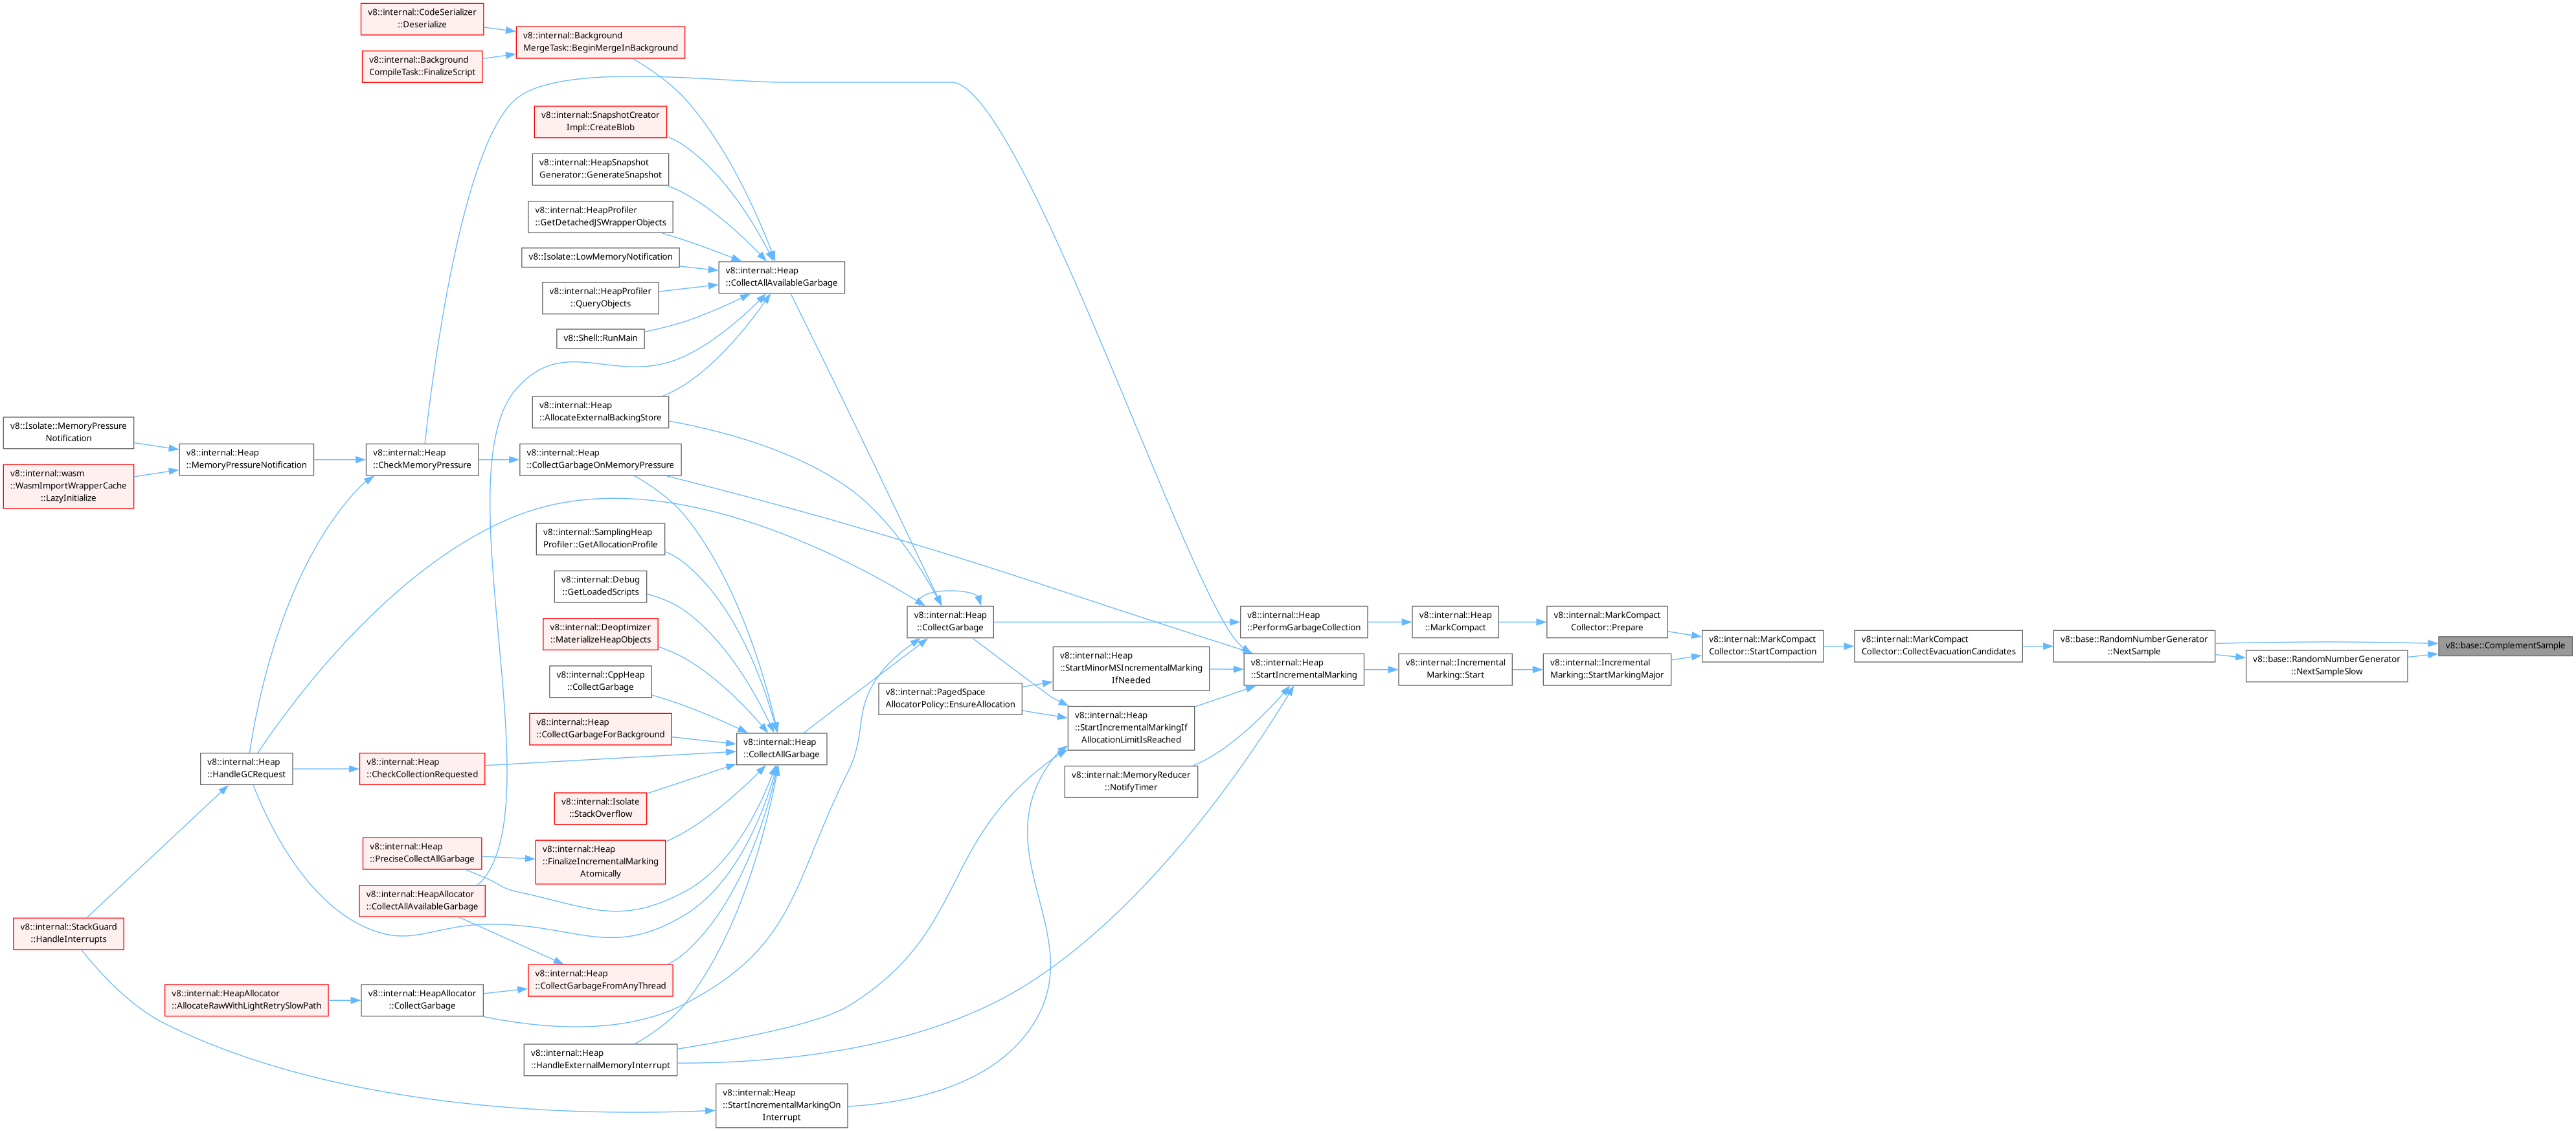 v8::internal::CodeSerializer
::Deserialize
v8::internal::Background
MergeTask::BeginMergeInBackground
v8::internal::Background
CompileTask::FinalizeScript
v8::internal::SnapshotCreator
Impl::CreateBlob
v8::internal::HeapSnapshot
Generator::GenerateSnapshot
v8::internal::HeapProfiler
::GetDetachedJSWrapperObjects
v8::Isolate::LowMemoryNotification
v8::internal::HeapProfiler
::QueryObjects
v8::Shell::RunMain
v8::internal::Heap
::CollectAllAvailableGarbage
v8::internal::Heap
::AllocateExternalBackingStore
v8::Isolate::MemoryPressure
Notification
v8::internal::wasm
::WasmImportWrapperCache
::LazyInitialize
v8::internal::Heap
::MemoryPressureNotification
v8::internal::Heap
::CheckMemoryPressure
v8::internal::Heap
::CollectGarbageOnMemoryPressure
v8::internal::SamplingHeap
Profiler::GetAllocationProfile
v8::internal::Debug
::GetLoadedScripts
v8::internal::Deoptimizer
::MaterializeHeapObjects
v8::internal::CppHeap
::CollectGarbage
v8::internal::Heap
::CollectGarbageForBackground
v8::internal::Heap
::CollectAllGarbage
v8::internal::Heap
::HandleGCRequest
v8::internal::Heap
::CheckCollectionRequested
v8::internal::Isolate
::StackOverflow
v8::internal::Heap
::PreciseCollectAllGarbage
v8::internal::Heap
::FinalizeIncrementalMarking
Atomically
v8::internal::HeapAllocator
::CollectAllAvailableGarbage
v8::internal::StackGuard
::HandleInterrupts
v8::internal::Heap
::CollectGarbageFromAnyThread
v8::internal::HeapAllocator
::AllocateRawWithLightRetrySlowPath
v8::internal::HeapAllocator
::CollectGarbage
v8::internal::Heap
::HandleExternalMemoryInterrupt
v8::internal::Heap
::StartIncrementalMarkingOn
Interrupt
v8::internal::Heap
::CollectGarbage
v8::internal::PagedSpace
AllocatorPolicy::EnsureAllocation
v8::internal::Heap
::StartMinorMSIncrementalMarking
IfNeeded
v8::internal::Heap
::StartIncrementalMarkingIf
AllocationLimitIsReached
v8::internal::MemoryReducer
::NotifyTimer
v8::internal::Heap
::PerformGarbageCollection
v8::internal::Heap
::StartIncrementalMarking
v8::internal::Heap
::MarkCompact
v8::internal::Incremental
Marking::Start
v8::internal::MarkCompact
Collector::Prepare
v8::internal::Incremental
Marking::StartMarkingMajor
v8::internal::MarkCompact
Collector::StartCompaction
v8::internal::MarkCompact
Collector::CollectEvacuationCandidates
v8::base::RandomNumberGenerator
::NextSample
v8::base::RandomNumberGenerator
::NextSampleSlow
v8::base::ComplementSample